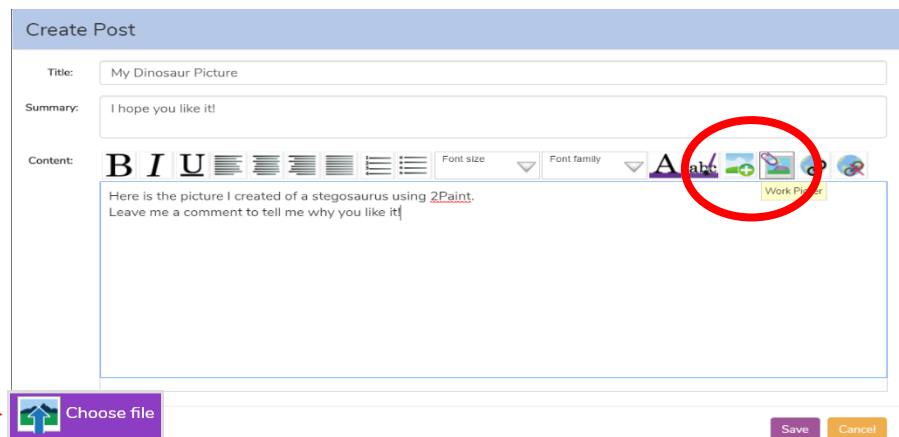 Create Post
Title: My Dinosaur Picture
Summary: I hope you like it!
Content: B I U Font size Font family A abc
Work Picker
Here is the picture I created of a stegosaurus using 2Paint.
Leave me a comment to tell me why you like it!
Choose file
Save Cancel